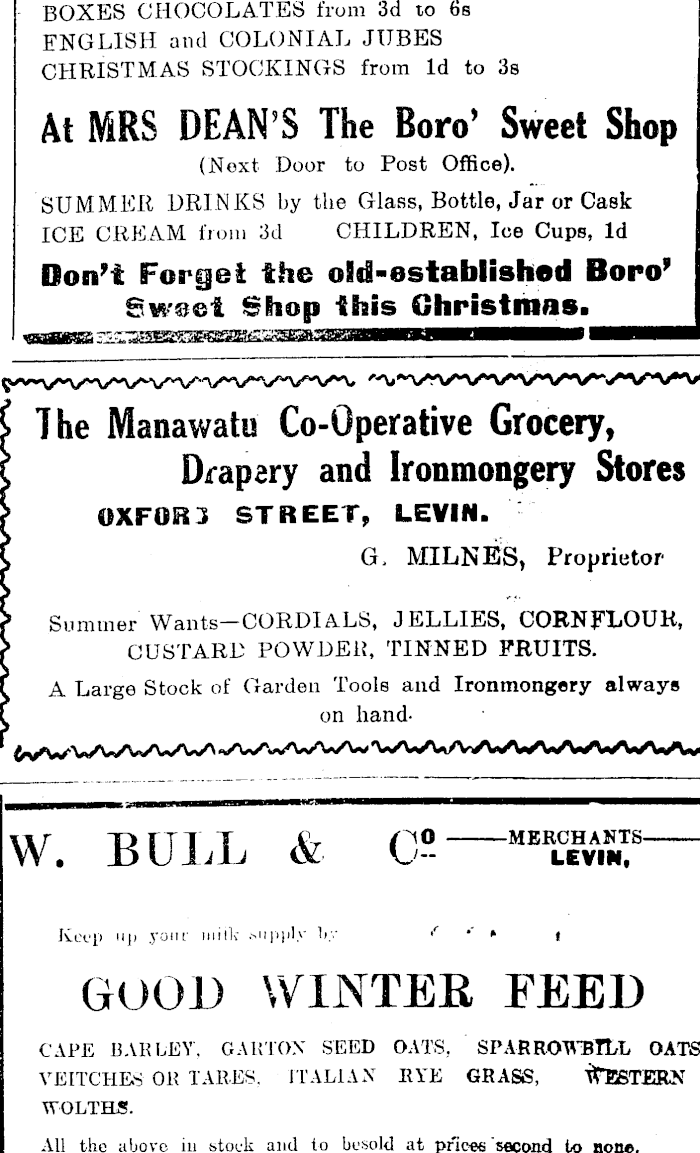 BOXES CHOCOLATES from 3d to 6s
ENGLISH and COLONIAL JUBES
CHRISTMAS STOCKINGS from 1d to 3s
At MRS DEAN'S The Boro' Sweet Shop
(Next Door to Post Office).
SUMMER DRINKS by the Glass, Bottle, Jar or Cask
ICE CREAM from 3d CHILDREN, Ice Cups, 1d
Don't Forget the old-established Boro'
Sweet Shop this Christmas.
The Manawatu Co-Operative Grocery,
Drapery and Ironmongery Stores
OXFORD STREET, LEVIN.
G. MILNES, Proprietor
Summer Wants—CORDIALS, JELLIES, CORNFLOUR,
CUSTARD POWDER, TINNED FRUITS.
A Large Stock of Garden Tools and Ironmongery always
on hand.
W. BULL & Co —MERCHANTS—
LEVIN,
Keep up your milk supply by
GOOD WINTER FEED
CAPE BARLEY, GARTON SEED OATS, SPARROWBILL OATS
VEITCHES OR TARES, ITALIAN RYE GRASS, WESTERN
WOLTHS.
All the above in stock and to besold at prices second to none.